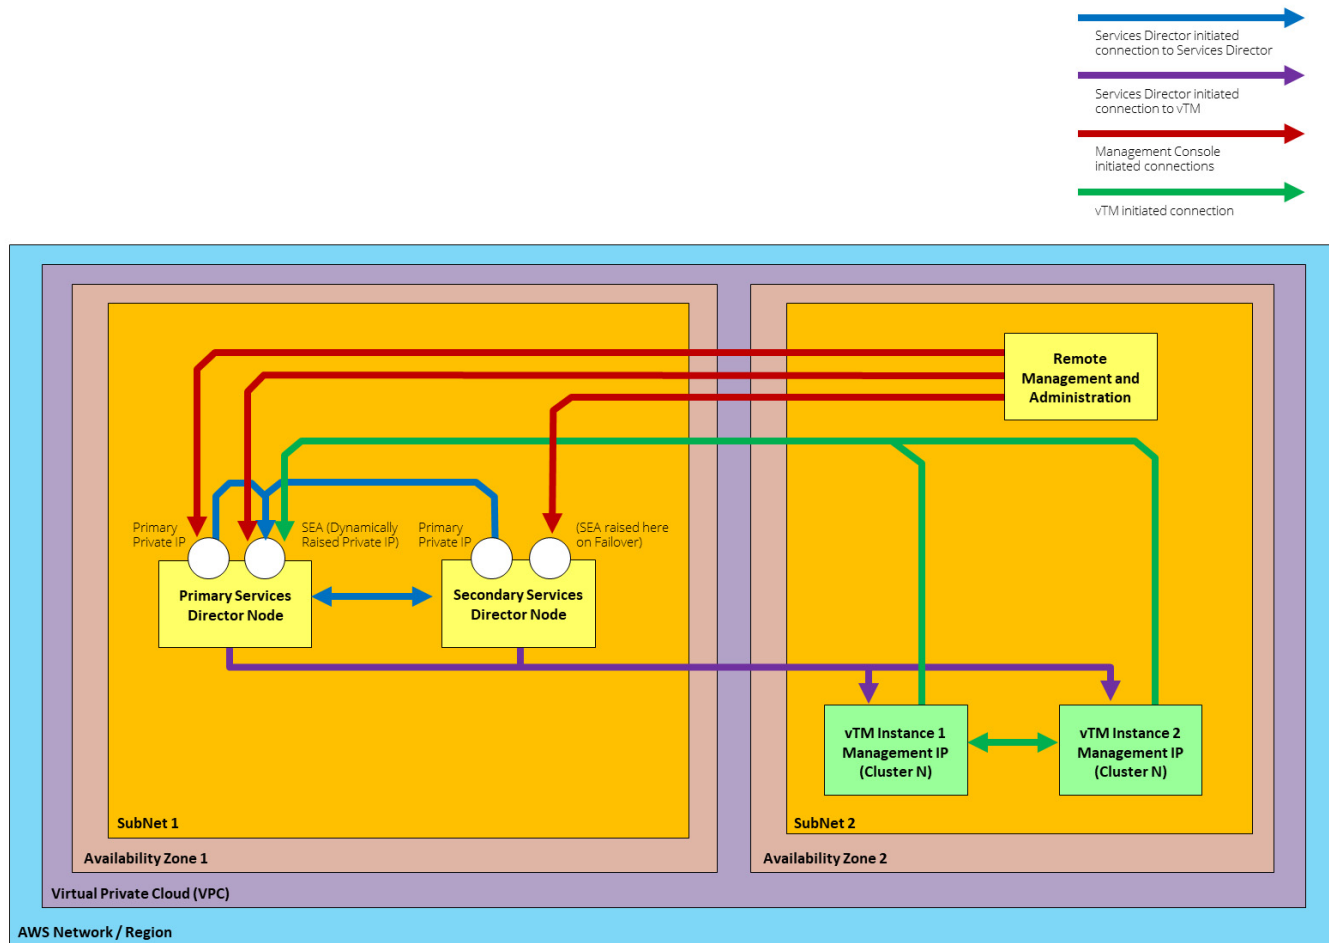 Services Director initiated
connection to Services Director
Services Director initiated
connection to vTM
Management Console
initiated connections
vTM initiated connection
Remote
Management and
Administration
Primary
Private IP
SEA (Dynamically
Raised Private IP)
Primary
Private IP
(SEA raised here
on Failover)
Primary Services
Director Node
Secondary Services
Director Node
vTM Instance 1
Management IP
(Cluster N)
vTM Instance 2
Management IP
(Cluster N)
SubNet 1
SubNet 2
Availability Zone 1
Availability Zone 2
Virtual Private Cloud (VPC)
AWS Network / Region